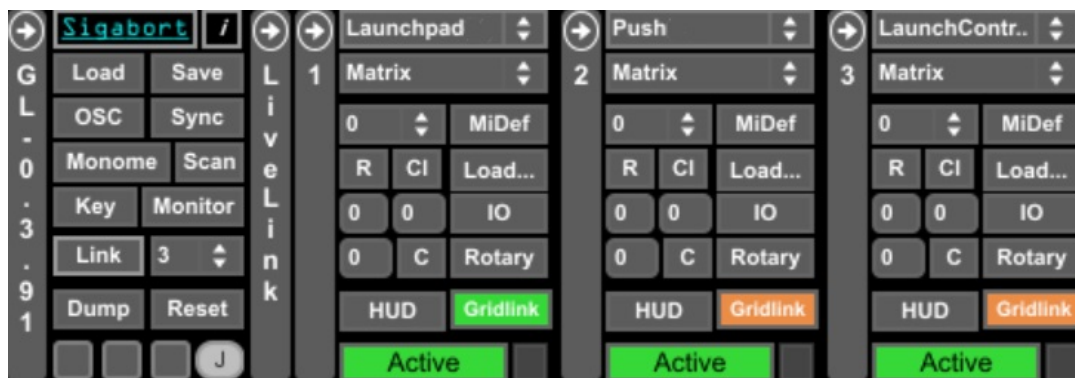 Sigabort i
GL-0.3.91
Load Save
OSC Sync
Monome Scan
Key Monitor
Link 3
Dump Reset
J
LiveLink
1
Launchpad
Matrix
0 MiDef
R Cl Load...
0 0 IO
0 C Rotary
HUD Gridlink
Active
2
Push
Matrix
0 MiDef
R Cl Load...
0 0 IO
0 C Rotary
HUD Gridlink
Active
3
LaunchContr..
Matrix
0 MiDef
R Cl Load...
0 0 IO
0 C Rotary
HUD Gridlink
Active